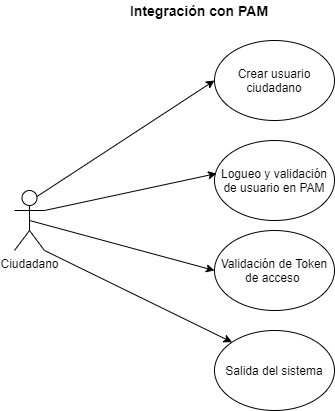 Integración con PAM
Crear usuario
ciudadano
Logueo y validación
de usuario en PAM
Ciudadano
Validación de Token
de acceso
Salida del sistema